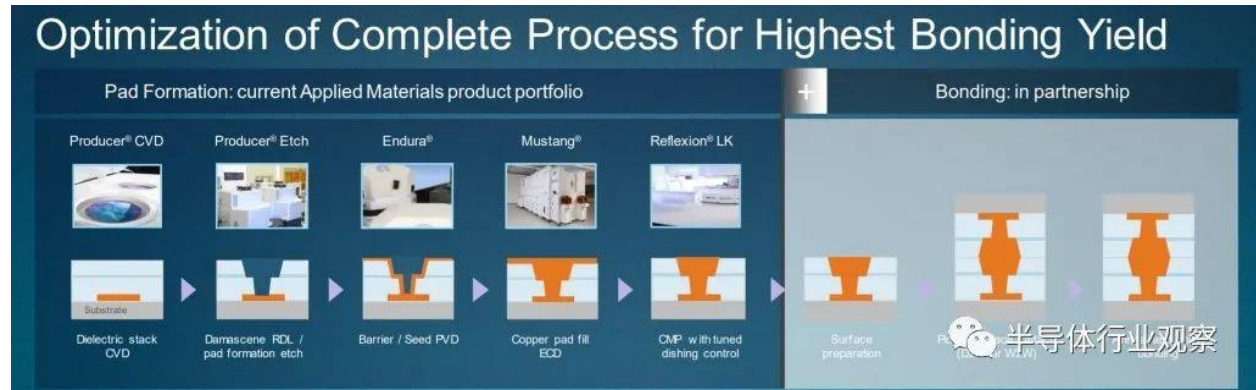 Optimization of Complete Process for Highest Bonding Yield
Pad Formation: current Applied Materials product portfolio
+
Bonding: in partnership
Producer® CVD
Producer® Etch
Endura®
Mustang®
Reflexion® LK
Substrate
Dielectric stack
CVD
Damascene RDL /
pad formation etch
Barrier / Seed PVD
Copper pad fill
ECD
CMP with tuned
dishing control
Surface
preparation
W2W)
bonding
半导体行业观察